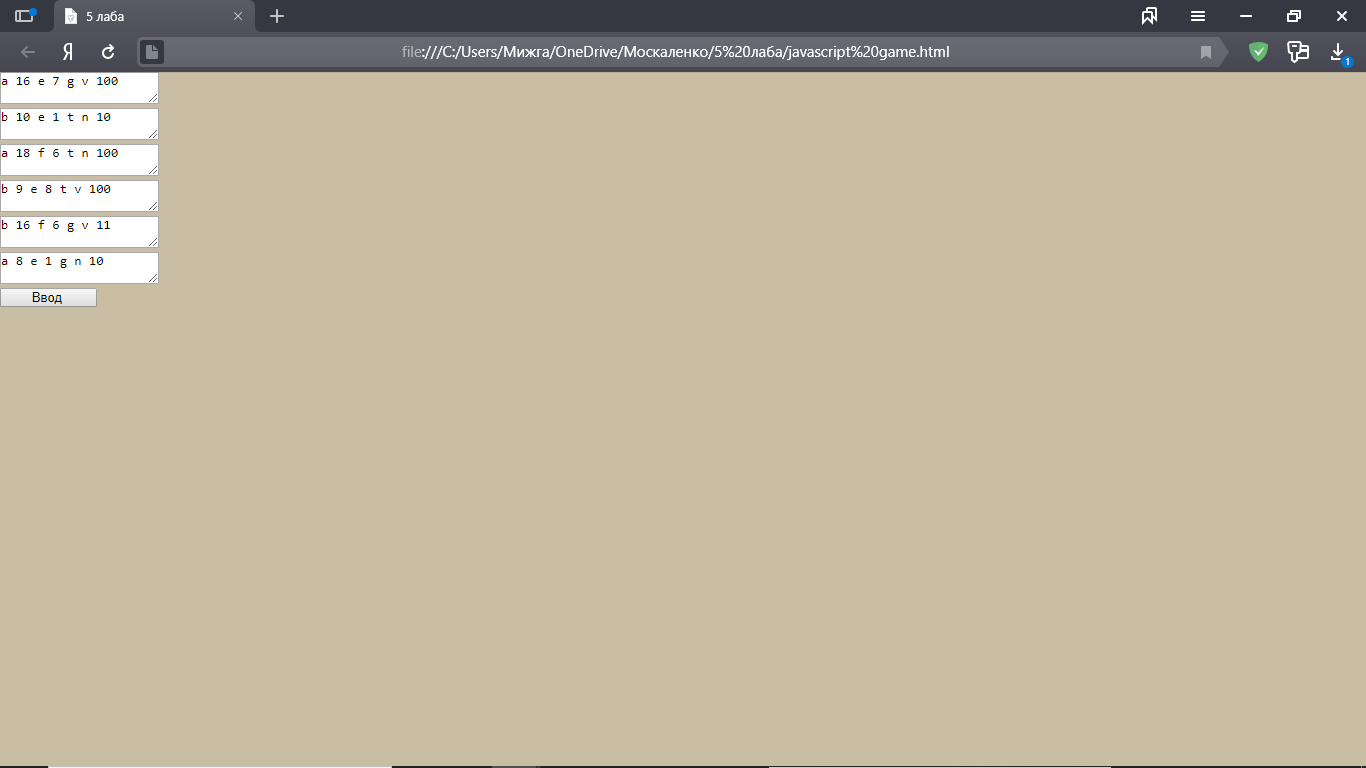 5 лаба
file:///C:/Users/Мижга/OneDrive/Москаленко/5%20лаба/javascript%20game.html
1
a 16 e 7 g v 100
b 10 e 1 t n 10
a 18 f 6 t n 100
b 9 e 8 t v 100
b 16 f 6 g v 11
a 8 e 1 g n 10
Ввод